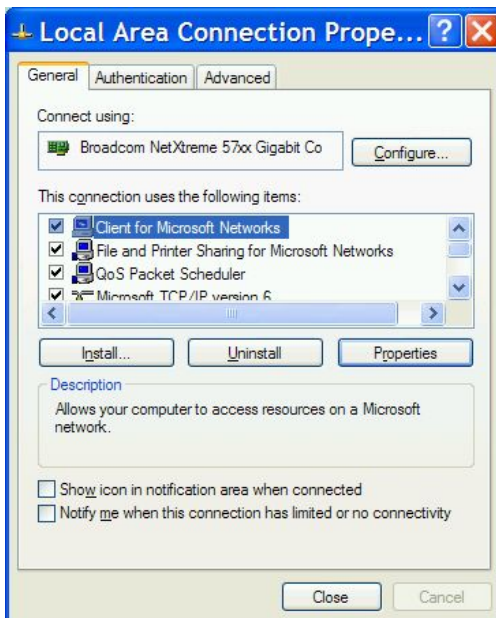 Local Area Connection Prope... ?
General Authentication Advanced
Connect using:
Broadcom NetXtreme 57xx Gigabit Co Configure...
This connection uses the following items:
Client for Microsoft Networks
File and Printer Sharing for Microsoft Networks
QoS Packet Scheduler
Microsoft TCP/IP version 6
Install... Uninstall Properties
Description
Allows your computer to access resources on a Microsoft
network.
Show icon in notification area when connected
Notify me when this connection has limited or no connectivity
Close Cancel